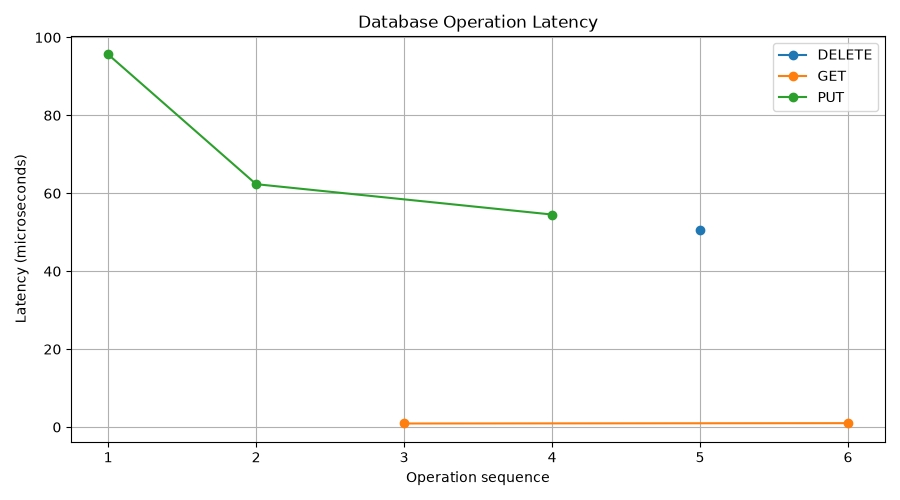 Database Operation Latency
DELETE
GET
PUT
Latency (microseconds)
100
80
60
40
20
0
1 2 3 4 5 6
Operation sequence